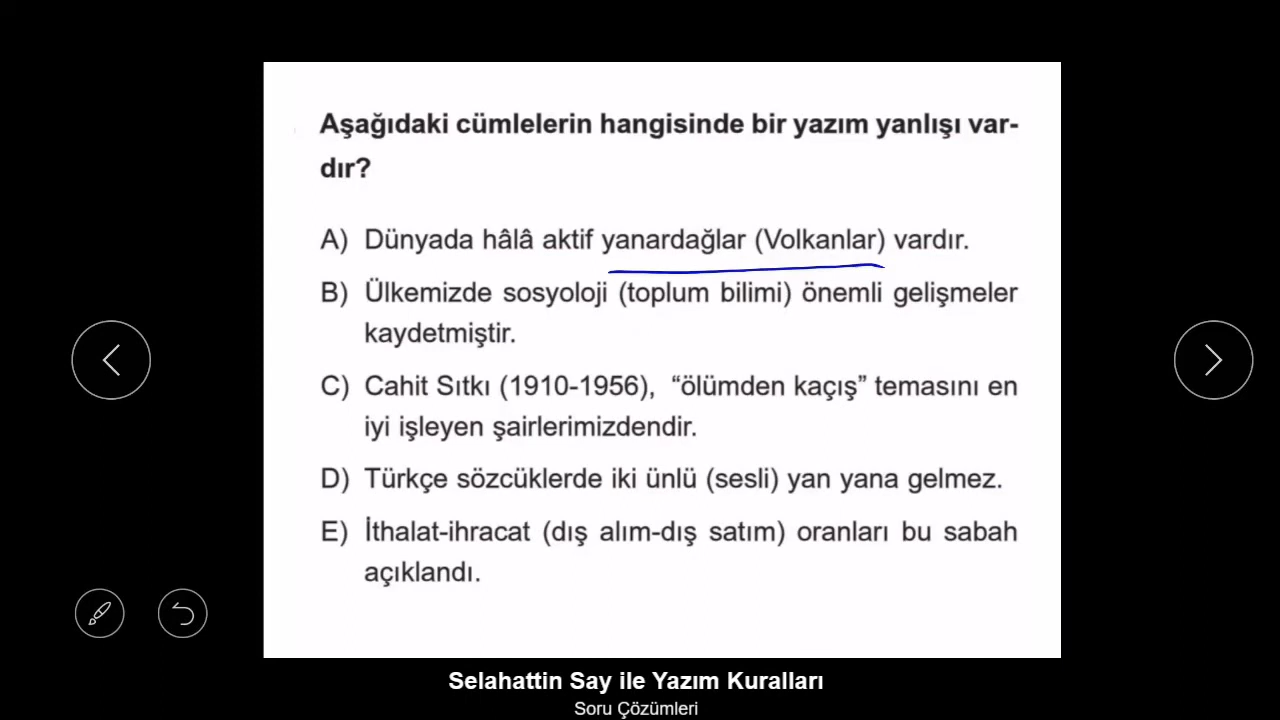 Aşağıdaki cümlelerin hangisinde bir yazım yanlışı var-
dır?
A) Dünyada hâlâ aktif yanardağlar (Volkanlar) vardır.
B) Ülkemizde sosyoloji (toplum bilimi) önemli gelişmeler
kaydetmiştir.
C) Cahit Sıtkı (1910-1956), “ölümden kaçış” temasını en
iyi işleyen şairlerimizdendir.
D) Türkçe sözcüklerde iki ünlü (sesli) yan yana gelmez.
E) İthalat-ihracat (dış alım-dış satım) oranları bu sabah
açıklandı.
Selahattin Say ile Yazım Kuralları
Soru Çözümleri